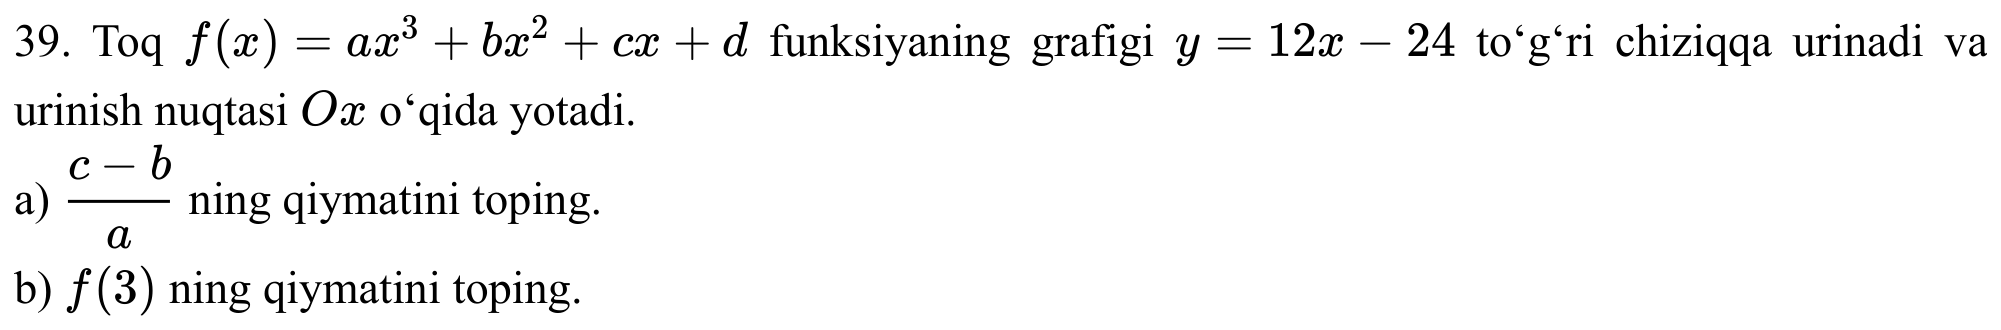 39. Toq f(x) = ax³ + bx² + cx + d funksiyaning grafigi y = 12x − 24 to‘g‘ri chiziqqa urinadi va
urinish nuqtasi Ox o‘qida yotadi.
a) \frac{c − b}{a} ning qiymatini toping.
b) f(3) ning qiymatini toping.